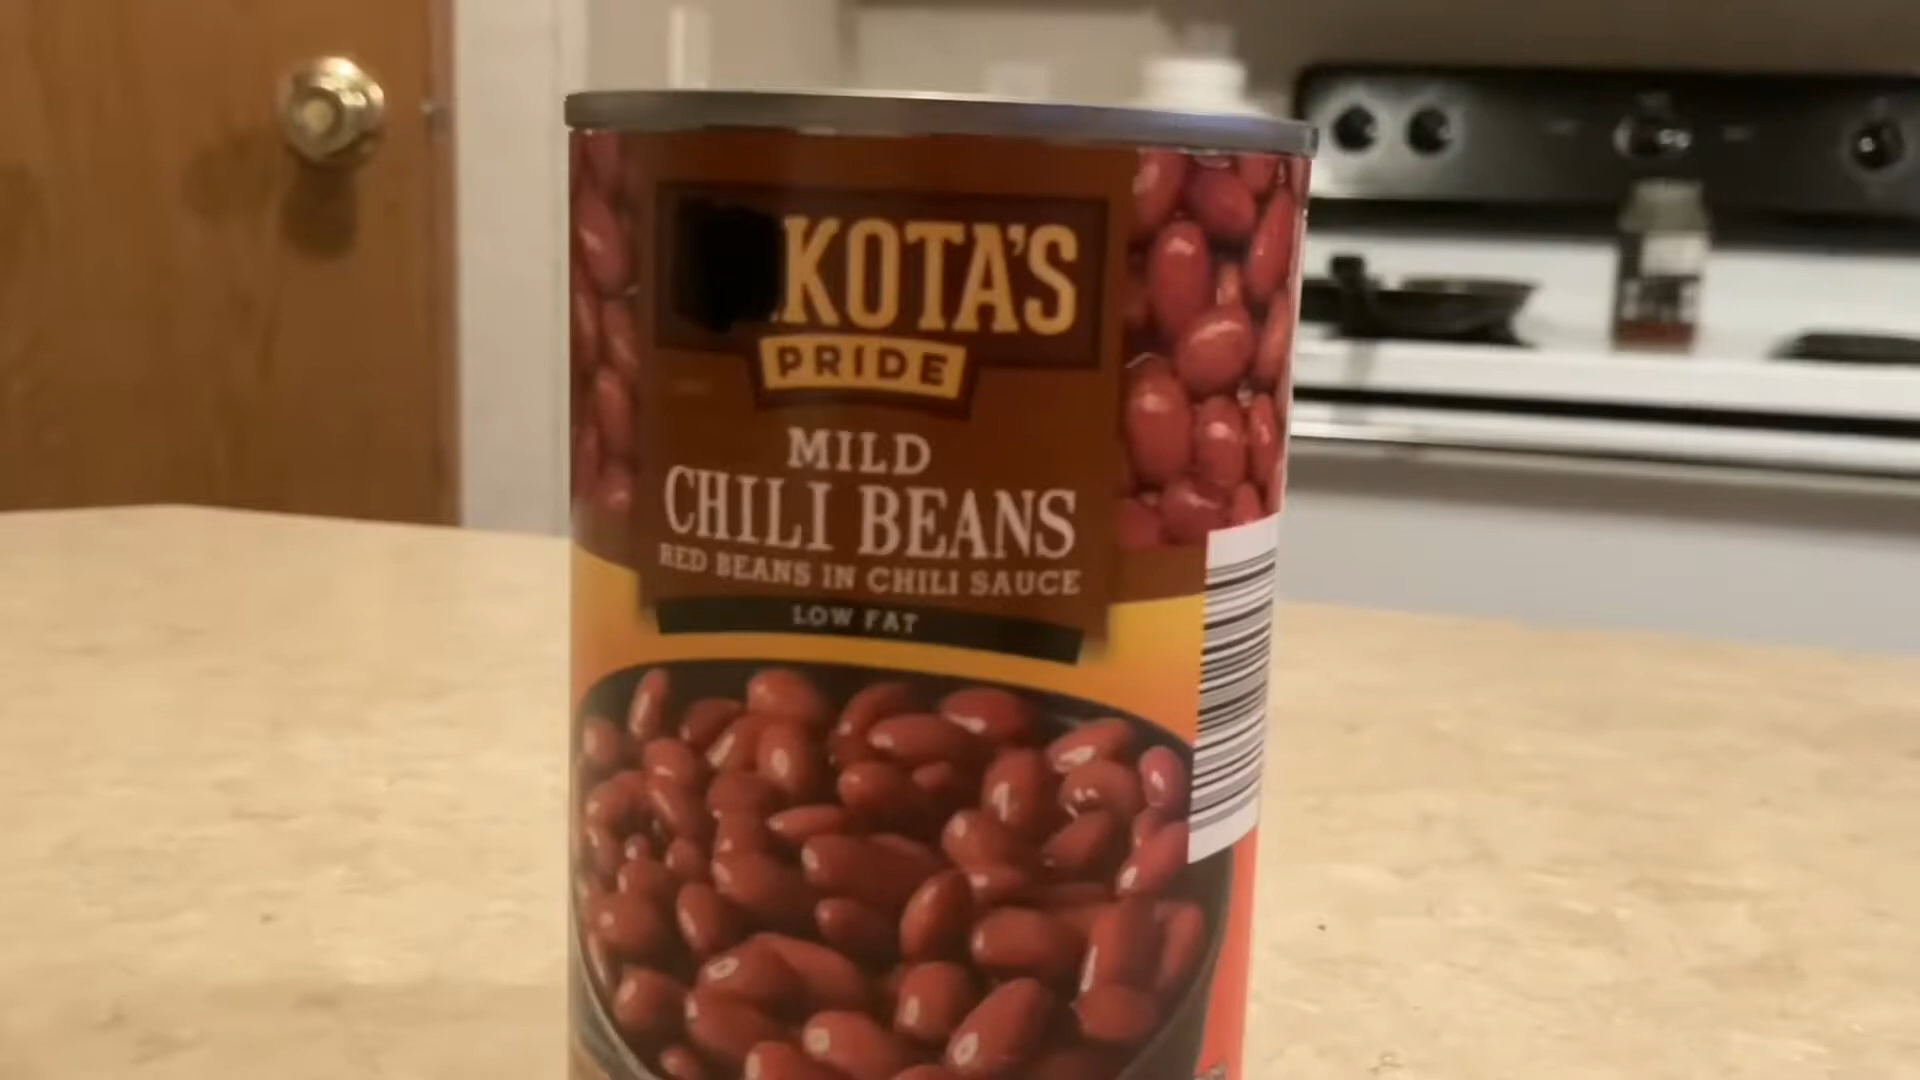 KOTA'S
PRIDE
MILD
CHILI BEANS
RED BEANS IN CHILI SAUCE
LOW FAT